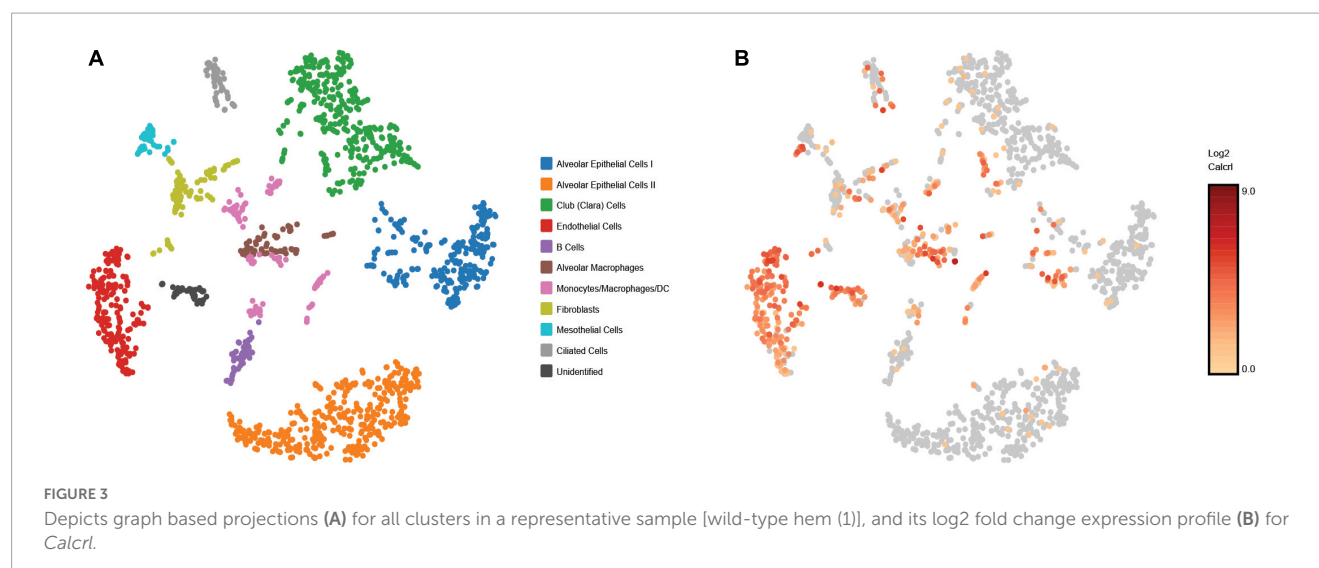 A
B
Alveolar Epithelial Cells I
Alveolar Epithelial Cells II
Club (Clara) Cells
Endothelial Cells
B Cells
Alveolar Macrophages
Monocytes/Macrophages/DC
Fibroblasts
Mesothelial Cells
Ciliated Cells
Unidentified
Log2
Calcrl
9.0
0.0
FIGURE 3
Depicts graph based projections (A) for all clusters in a representative sample [wild-type hem (1)], and its log2 fold change expression profile (B) for
Calcrl.